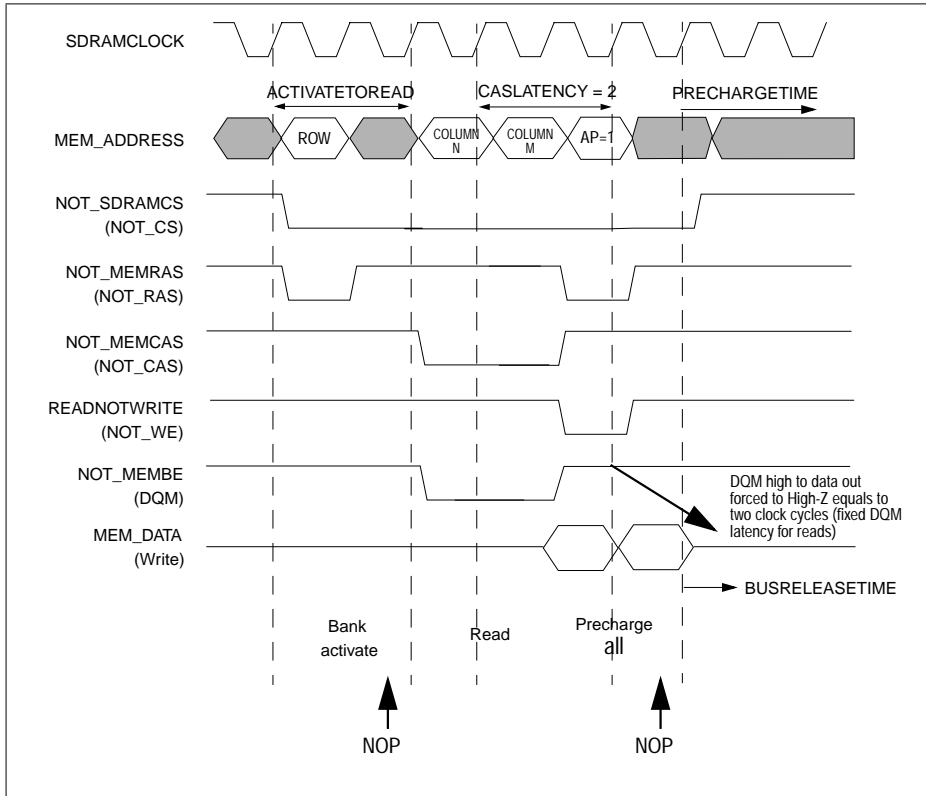 SDRAMCLOCK
ACTIVATETOREAD
CASLATENCY = 2
PRECHARGETIME
MEM_ADDRESS
ROW
COLUMN
N
COLUMN
M
AP=1
NOT_SDRAMCS
(NOT_CS)
NOT_MEMRAS
(NOT_RAS)
NOT_MEMCAS
(NOT_CAS)
READNOTWRITE
(NOT_WE)
NOT_MEMBE
(DQM)
DQM high to data out
forced to High-Z equals to
two clock cycles (fixed DQM
latency for reads)
MEM_DATA
(Write)
BUSRELEASETIME
Bank
activate
Read
Precharge
all
NOP
NOP